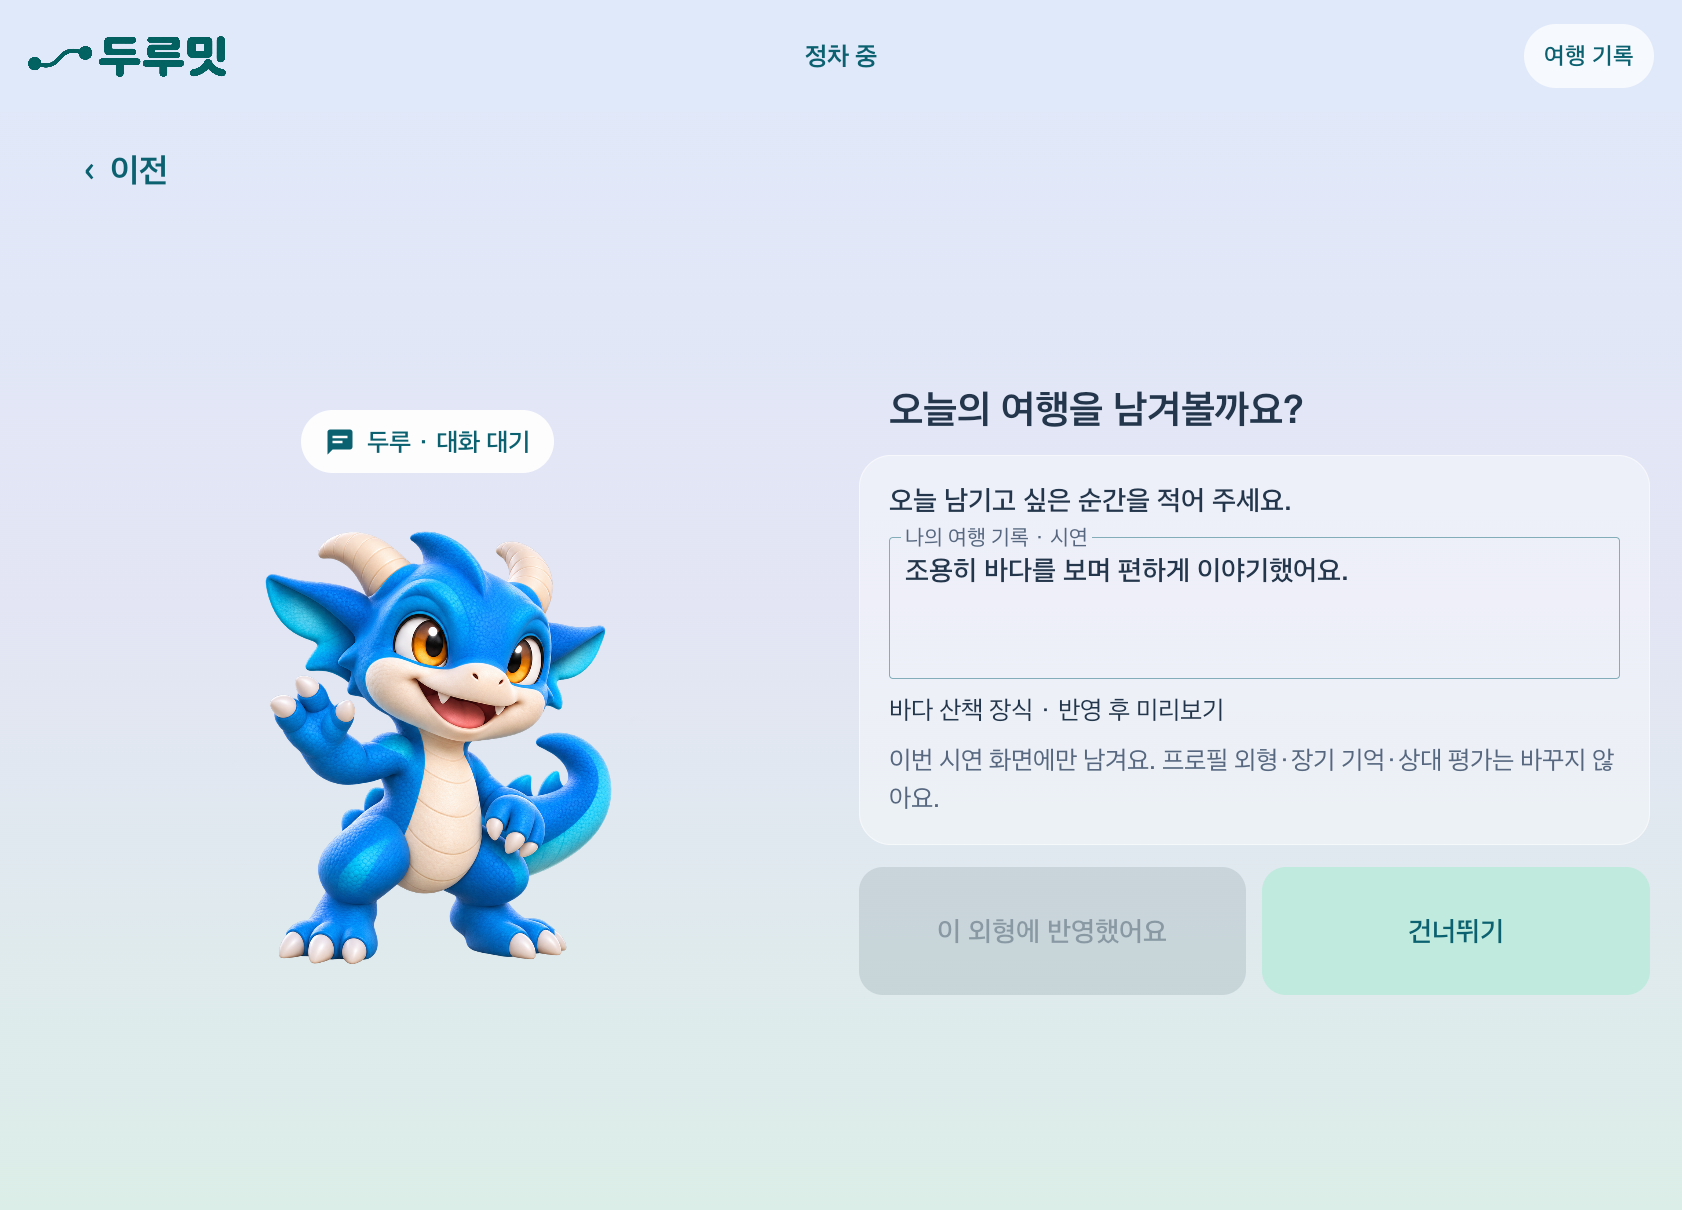 두루밋
정차 중
여행 기록
‹ 이전
두루 · 대화 대기
오늘의 여행을 남겨볼까요?
오늘 남기고 싶은 순간을 적어 주세요.
나의 여행 기록 · 시연
조용히 바다를 보며 편하게 이야기했어요.
바다 산책 장식 · 반영 후 미리보기
이번 시연 화면에만 남겨요. 프로필 외형·장기 기억·상대 평가는 바꾸지 않
아요.
이 외형에 반영했어요
건너뛰기